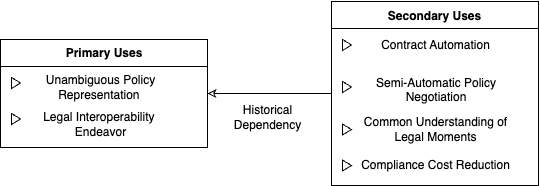 Primary Uses
Unambiguous Policy
Representation
Legal Interoperability
Endeavor
Historical
Dependency
Secondary Uses
Contract Automation
Semi-Automatic Policy
Negotiation
Common Understanding of
Legal Moments
Compliance Cost Reduction